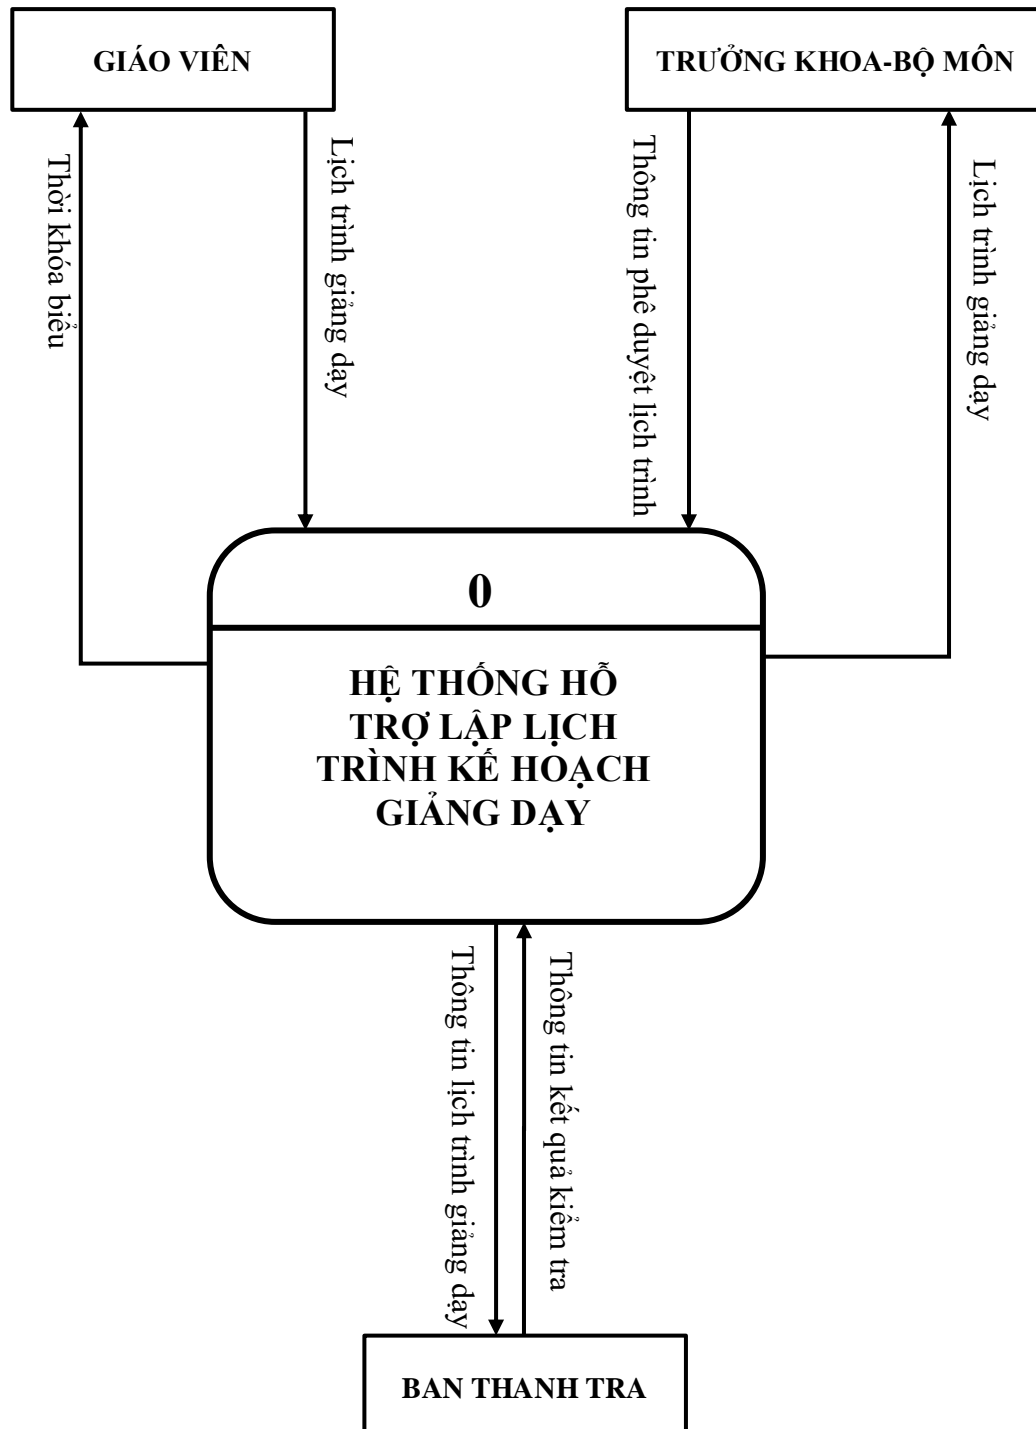 GIÁO VIÊN
TRƯỞNG KHOA-BỘ MÔN
Thời khóa biểu
Lịch trình giảng dạy
Thông tin phê duyệt lịch trình
Lịch trình giảng dạy
0
HỆ THỐNG HỖ
TRỢ LẬP LỊCH
TRÌNH KẾ HOẠCH
GIẢNG DẠY
Thông tin lịch trình giảng dạy
Thông tin kết quả kiểm tra
BAN THANH TRA